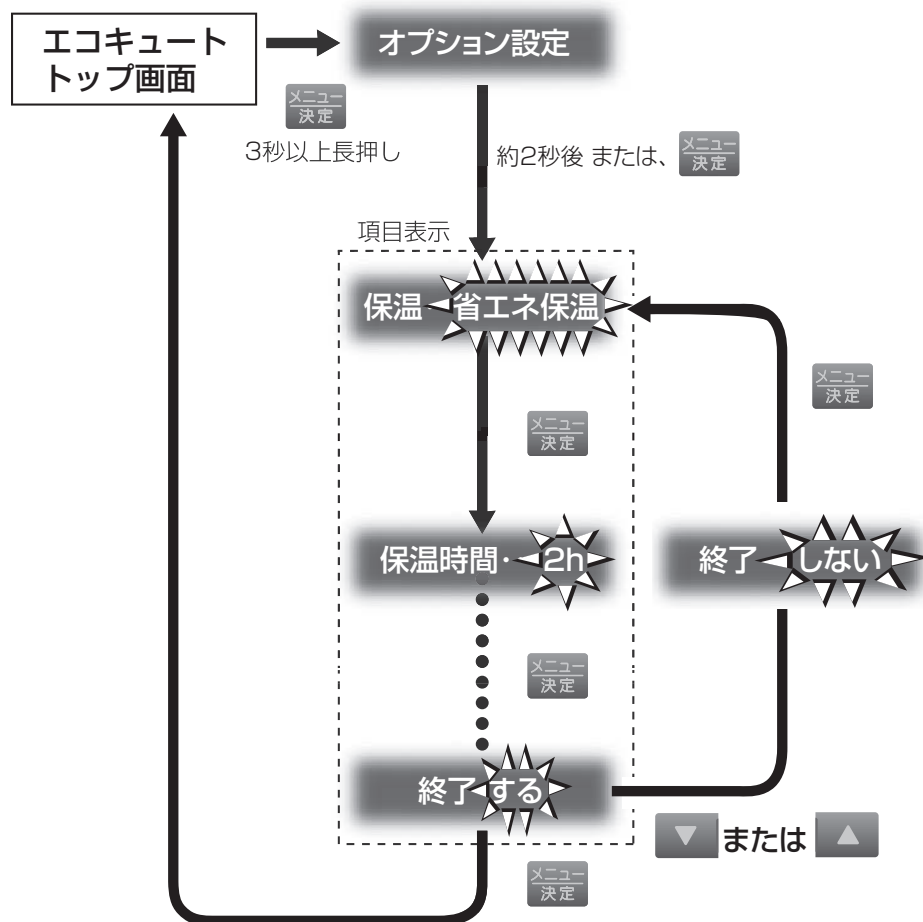 エコキュート
トップ画面
オプション設定
メニュー
決定
3秒以上長押し
約2秒後 または、
メニュー
決定
項目表示
保温
省エネ保温
メニュー
決定
メニュー
決定
保温時間・
2h
終了
しない
メニュー
決定
終了
する
▼ または ▲
メニュー
決定